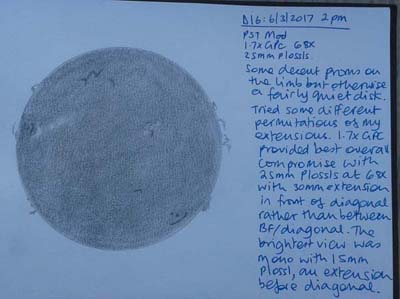 D16: 6/3/2017 2pm
PST Mod
1.7x GPC 68x
25mm Plossls.
Some decent proms on
the limb but otherwise
a fairly quiet disk.
Tried some different
permutations of my
extensions. 1.7x GPC
provided best overall
compromise with
25mm Plossls at 68x
with 30mm extension
in front of diagonal
rather than between
BF/diagonal. The
brightest view was
mono with 15mm
Plossl, an extension
before diagonal.